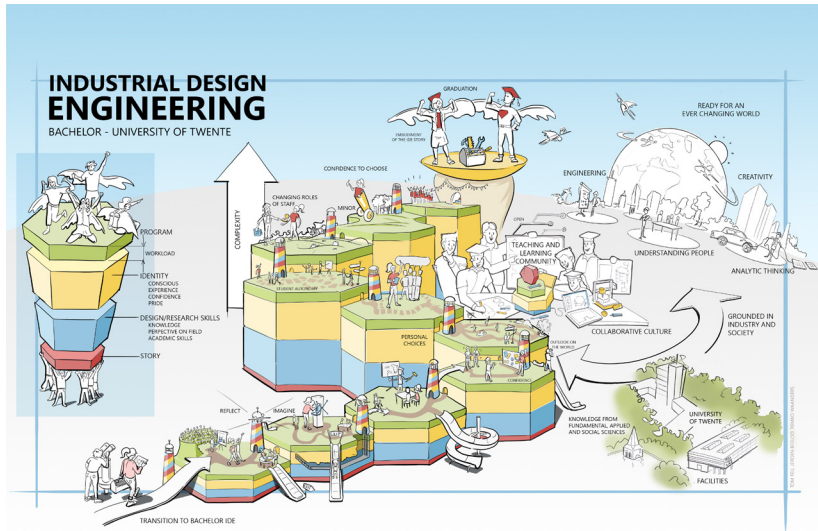 INDUSTRIAL DESIGN
ENGINEERING
BACHELOR - UNIVERSITY OF TWENTE
PROGRAM
WORKLOAD
IDENTITY
CONSCIOUS
EXPERIENCE
CONFIDENCE
PRIDE
DESIGN/RESEARCH SKILLS
KNOWLEDGE
PERPECTIVE ON FIELD
ACADEMIC SKILLS
STORY
COMPLEXITY
CHANGING ROLES
OF STAFF
CONFIDENCE TO CHOOSE
MINOR
STUDENT AUTONOMY
GRADUATION
EMBODIMENT
OF THE IDE STORY
READY FOR AN
EVER CHANGING WORLD
ENGINEERING
CREATIVITY
OPEN
UNDERSTANDING PEOPLE
ANALYTIC THINKING
TEACHING AND
LEARNING
COMMUNITY
COLLABORATIVE CULTURE
GROUNDED IN
INDUSTRY AND
SOCIETY
PERSONAL
CHOICES
OUTLOOK ON
THE WORLD
CONFIDENCE
REFLECT
IMAGINE
KNOWLEDGE FROM
FUNDAMENTAL, APPLIED
AND SOCIAL SCIENCES
UNIVERSITY
OF TWENTE
FACILITIES
TRANSITION TO BACHELOR IDE